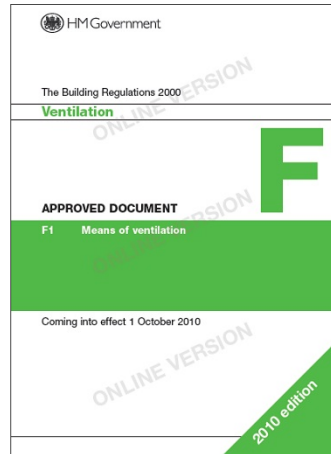 HM Government
ONLINE VERSION
The Building Regulations 2000
Ventilation
F
ONLINE VERSION
APPROVED DOCUMENT
F1 Means of ventilation
Coming into effect 1 October 2010
ONLINE VERSION
2010 edition